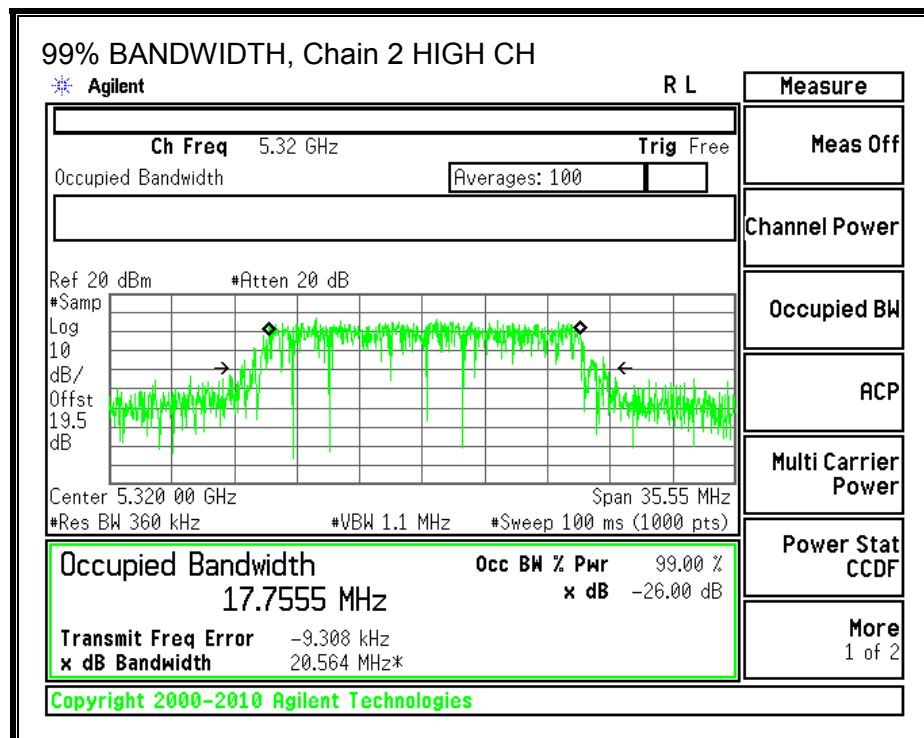 99% BANDWIDTH, Chain 2 HIGH CH
Agilent R L
Measure
Ch Freq 5.32 GHz Trig Free
Meas Off
Occupied Bandwidth Averages: 100
Channel Power
Ref 20 dBm #Atten 20 dB
#Samp
Log
10
dB/
Offst
19.5
dB
Occupied BW
ACP
Multi Carrier
Power
Center 5.320 00 GHz Span 35.55 MHz
#Res BW 360 kHz #VBW 1.1 MHz #Sweep 100 ms (1000 pts)
Power Stat
CCDF
Occupied Bandwidth Occ BW % Pwr 99.00 %
17.7555 MHz x dB -26.00 dB
Transmit Freq Error -9.308 kHz
x dB Bandwidth 20.564 MHz*
More
1 of 2
Copyright 2000-2010 Agilent Technologies